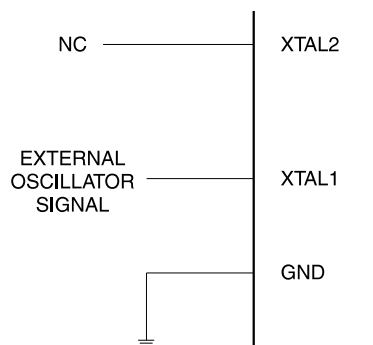 NC
XTAL2
EXTERNAL
OSCILLATOR
SIGNAL
XTAL1
GND